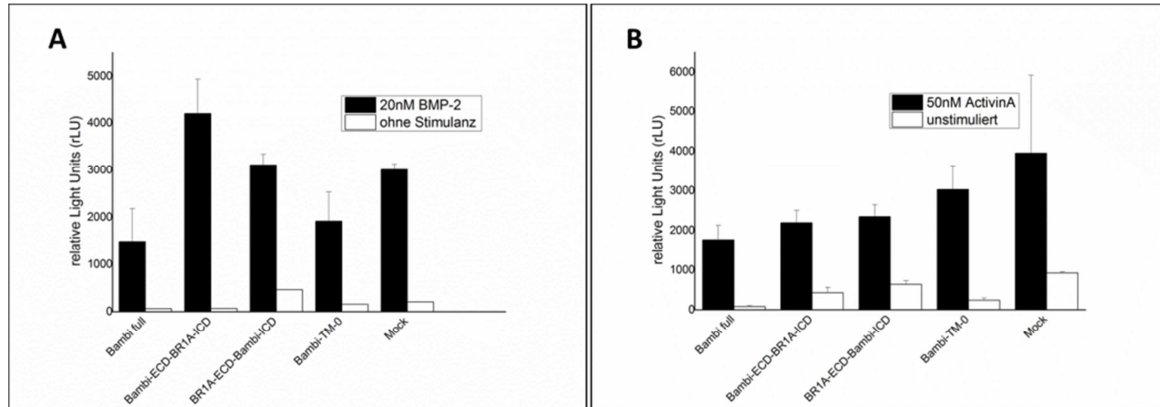 A
relative Light Units (rLU)
5000
4000
3000
2000
1000
0
20nM BMP-2
ohne Stimulanz
Bambi full
Bambi-ECD-BR1A-ICD
BR1A-ECD-Bambi-ICD
Bambi-TM-0
Mock
B
relative Light Units (rLU)
6000
5000
4000
3000
2000
1000
0
50nM ActivinA
unstimuliert
Bambi full
Bambi-ECD-BR1A-ICD
BR1A-ECD-Bambi-ICD
Bambi-TM-0
Mock